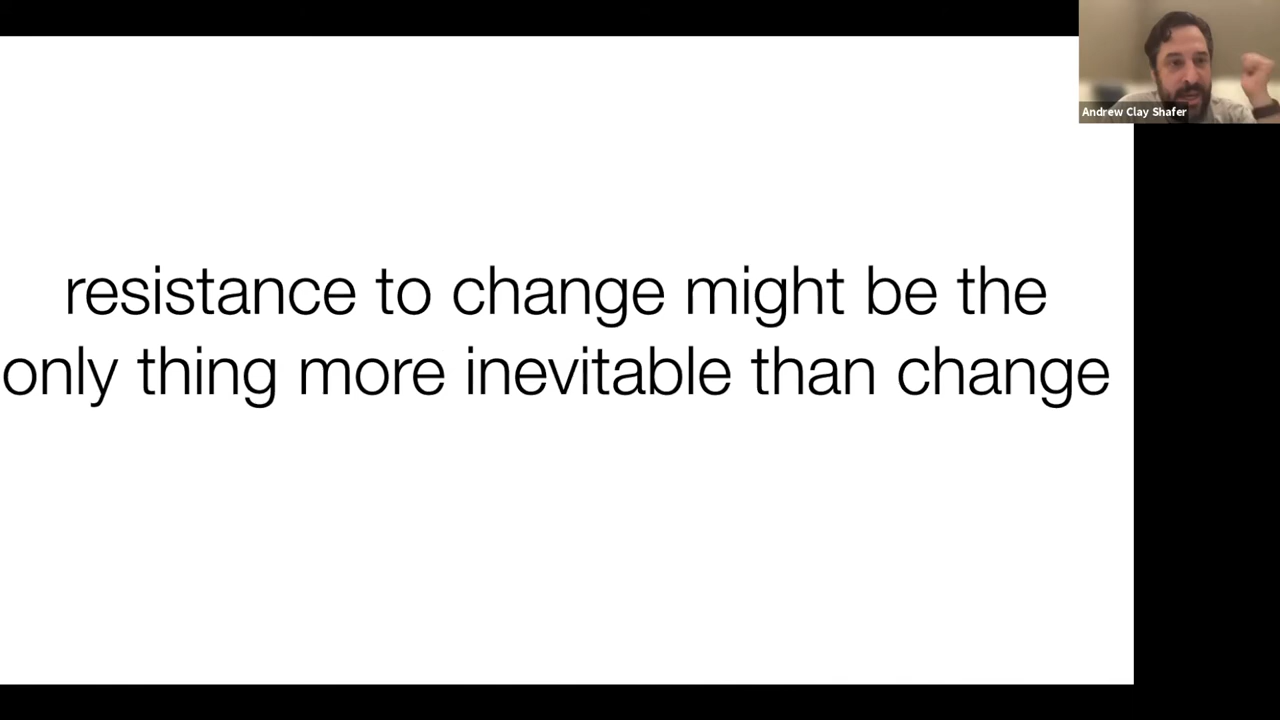 Andrew Clay Shafer
resistance to change might be the
only thing more inevitable than change